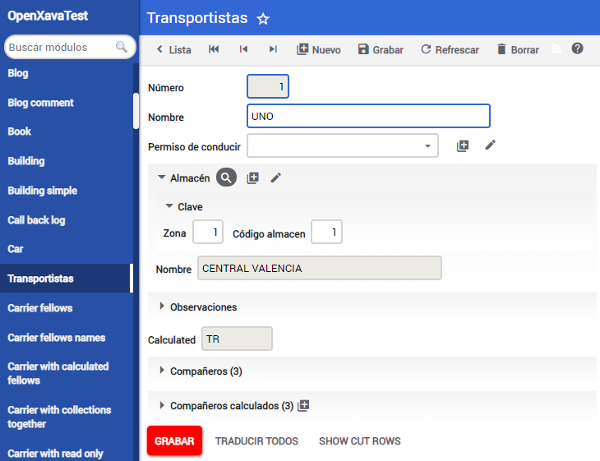 OpenXavaTest
Buscar módulos
Blog
Blog comment
Book
Building
Building simple
Call back log
Car
Transportistas
Carrier fellows
Carrier fellows names
Carrier with calculated
fellows
Carrier with collections
together
Carrier with read only
Transportistas
Lista
Nuevo
Grabar
Refrescar
Borrar
?
Número 1
Nombre UNO
Permiso de conducir
Almacén
Clave
Zona 1 Código almacen 1
Nombre CENTRAL VALENCIA
Observaciones
Calculated TR
Compañeros (3)
Compañeros calculados (3)
GRABAR TRADUCIR TODOS SHOW CUT ROWS